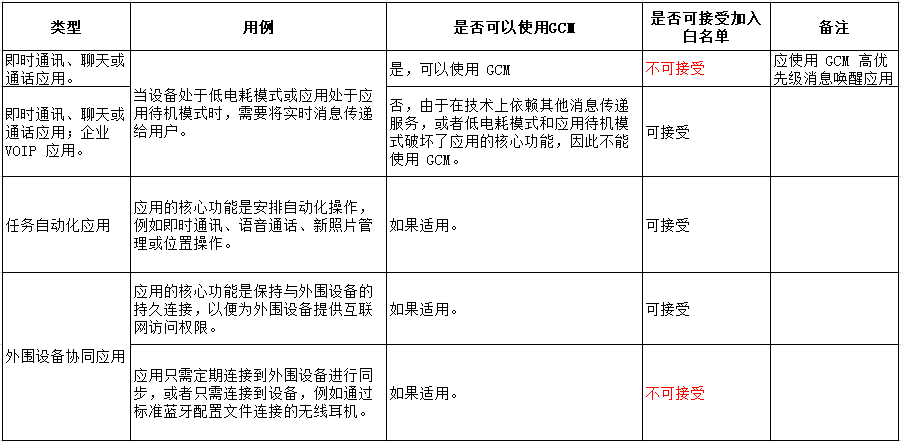 类型
用例
是否可以使用GCM
是否可接受加入
白名单
备注
即时通讯、聊天或
通话应用。
当设备处于低电耗模式或应用处于应
用待机模式时，需要将实时消息传递
给用户。
是，可以使用 GCM
不可接受
应使用 GCM 高优
先级消息唤醒应用
即时通讯、聊天或
通话应用；企业
VOIP 应用。
否，由于在技术上依赖其他消息传递
服务，或者低电耗模式和应用待机模
式破坏了应用的核心功能，因此不能
使用 GCM。
可接受
任务自动化应用
应用的核心功能是安排自动化操作，
例如即时通讯、语音通话、新照片管
理或位置操作。
如果适用。
可接受
外围设备协同应用
应用的核心功能是保持与外围设备的
持久连接，以便为外围设备提供互联
网访问权限。
如果适用。
可接受
应用只需定期连接到外围设备进行同
步，或者只需连接到设备，例如通过
标准蓝牙配置文件连接的无线耳机。
如果适用。
不可接受